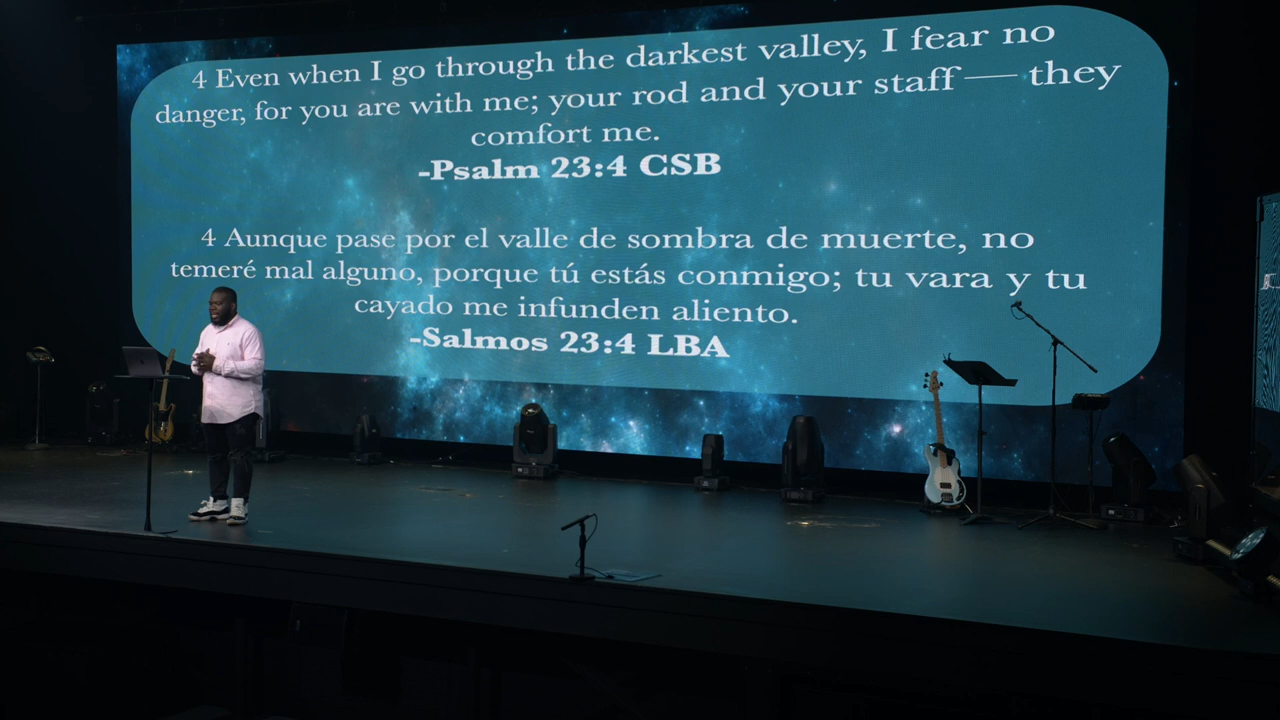 4 Even when I go through the darkest valley, I fear no
danger, for you are with me; your rod and your staff — they
comfort me.
-Psalm 23:4 CSB
4 Aunque pase por el valle de sombra de muerte, no
temeré mal alguno, porque tú estás conmigo; tu vara y tu
cayado me infunden aliento.
-Salmos 23:4 LBA